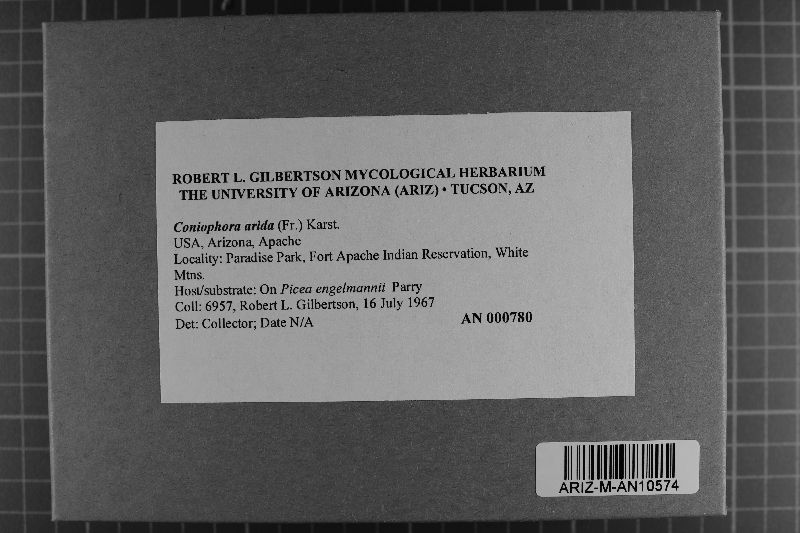 ROBERT L. GILBERTSON MYCOLOGICAL HERBARIUM
THE UNIVERSITY OF ARIZONA (ARIZ) • TUCSON, AZ
Coniophora arida (Fr.) Karst.
USA, Arizona, Apache
Locality: Paradise Park, Fort Apache Indian Reservation, White
Mtns.
Host/substrate: On Picea engelmannii Parry
Coll: 6957, Robert L. Gilbertson, 16 July 1967
Det: Collector; Date N/A
AN 000780
ARIZ-M-AN10574